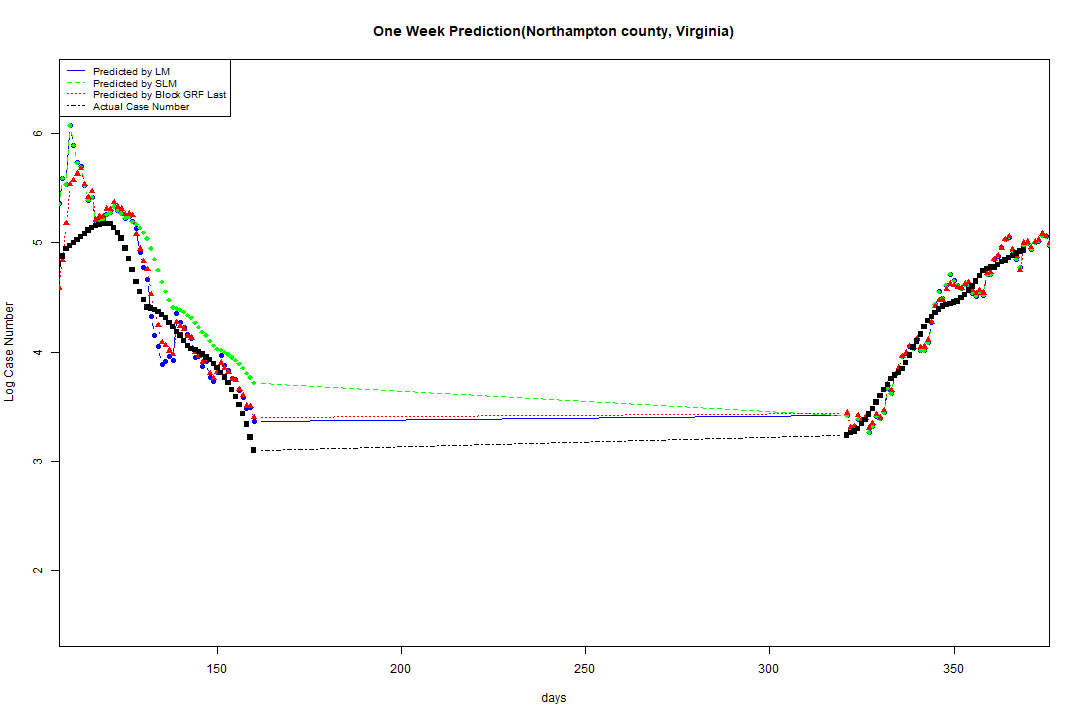 One Week Prediction(Northampton county, Virginia)
Predicted by LM
Predicted by SLM
Predicted by Block GRF Last
Actual Case Number
Log Case Number
6
5
4
3
2
150
200
250
300
350
days